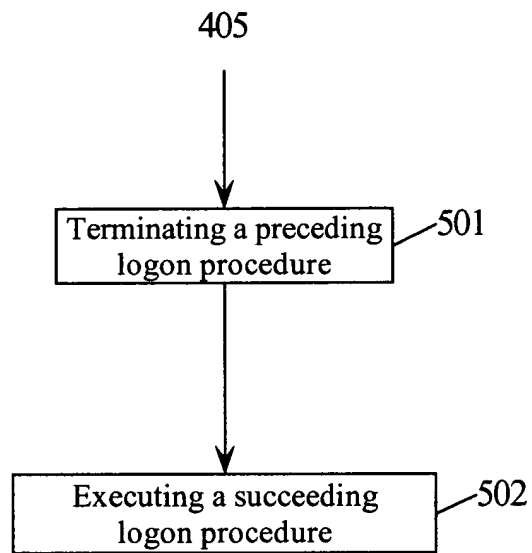 405
Terminating a preceding
logon procedure
501
Executing a succeeding
logon procedure
502